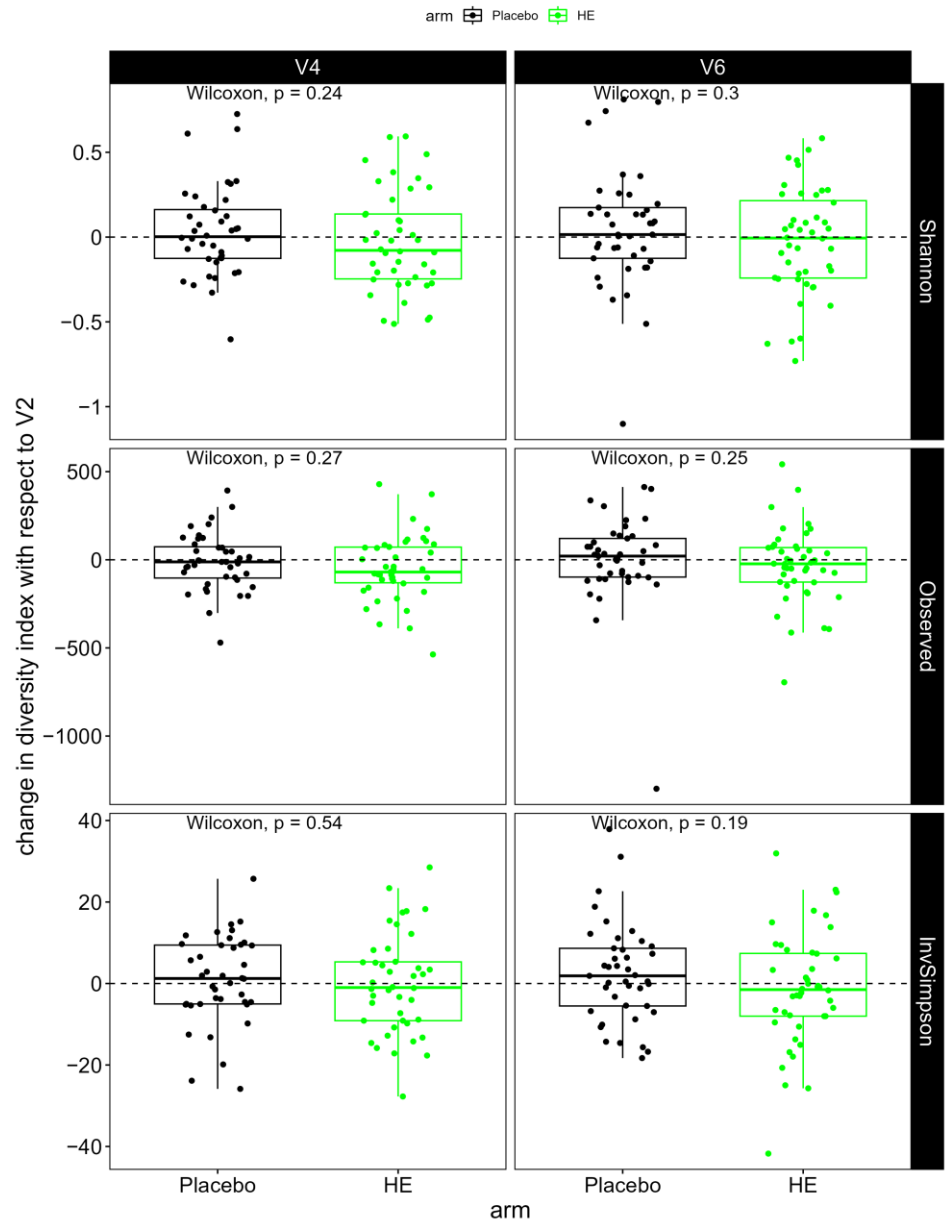 arm Placebo HE
V4 V6
Wilcoxon, p = 0.24 Wilcoxon, p = 0.3
0.5
0
−0.5
−1
Shannon
Wilcoxon, p = 0.27 Wilcoxon, p = 0.25
500
0
−500
−1000
Observed
Wilcoxon, p = 0.54 Wilcoxon, p = 0.19
40
20
0
−20
−40
InvSimpson
change in diversity index with respect to V2
Placebo HE Placebo HE
arm